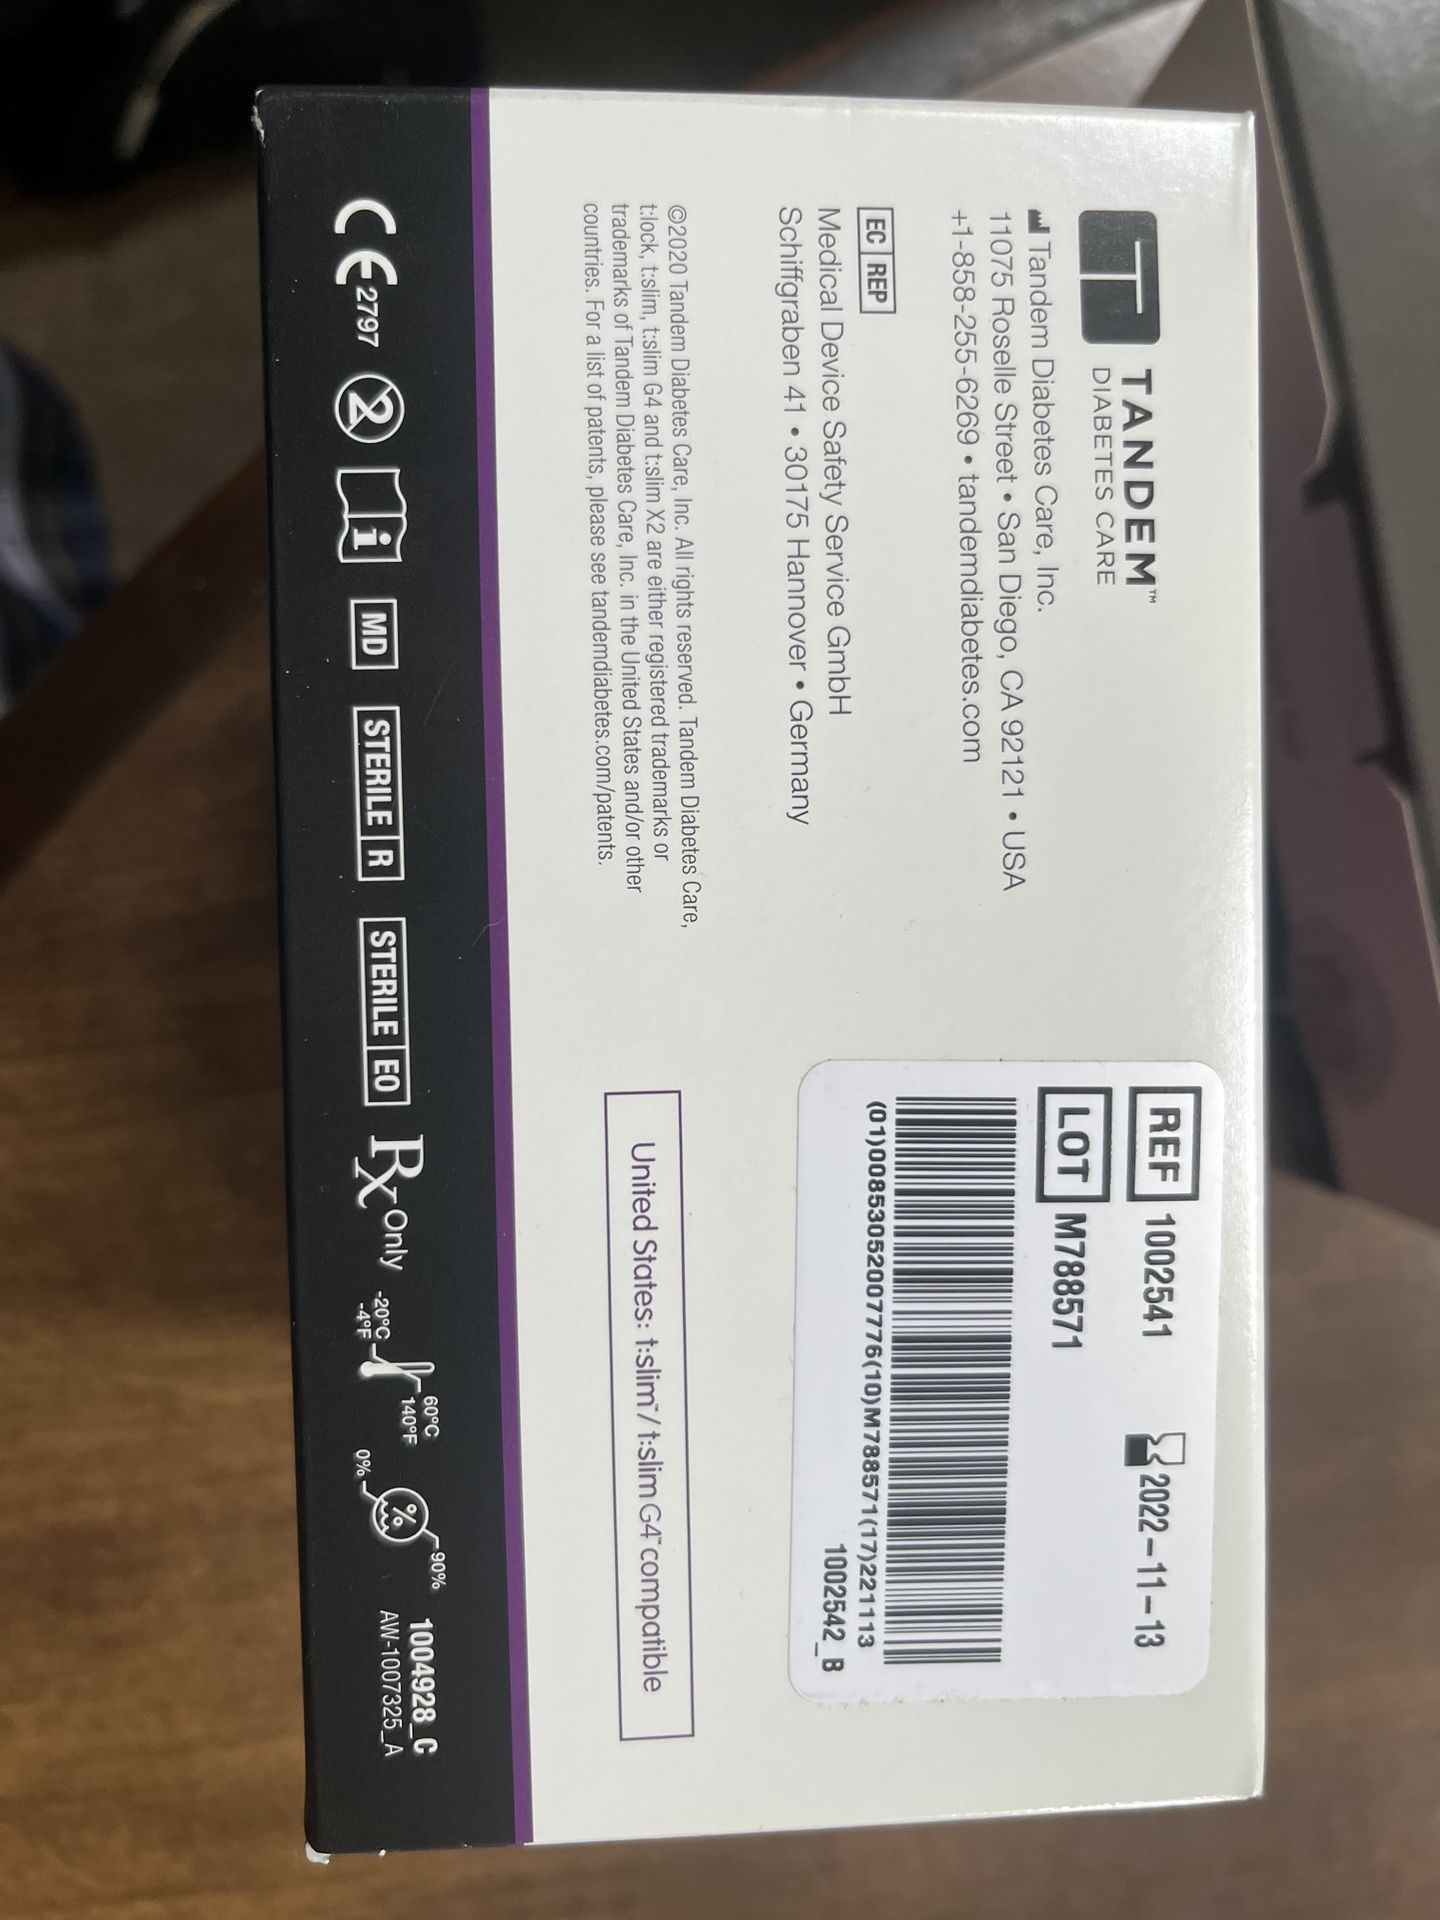 TANDEM™
DIABETES CARE
Tandem Diabetes Care, Inc.
11075 Roselle Street • San Diego, CA 92121 • USA
+1-858-255-6269 • tandemdiabetes.com
EC REP
Medical Device Safety Service GmbH
Schiffgraben 41 • 30175 Hannover • Germany
©2020 Tandem Diabetes Care, Inc. All rights reserved. Tandem Diabetes Care,
t:lock, t:slim, t:slim G4 and t:slim X2 are either registered trademarks or
trademarks of Tandem Diabetes Care, Inc. in the United States and/or other
countries. For a list of patents, please see tandemdiabetes.com/patents.
REF 1002541 2022-11-13
LOT M788571
(01)00853052007776(10)M788571(17)221113
1002542_B
United States: t:slim™/ t:slim G4™ compatible
CE 2797 2 i MD STERILE R STERILE EO Rx Only
-20°C
-4°F
60°C
140°F
0% % 90%
1004928_C
AW-1007325_A